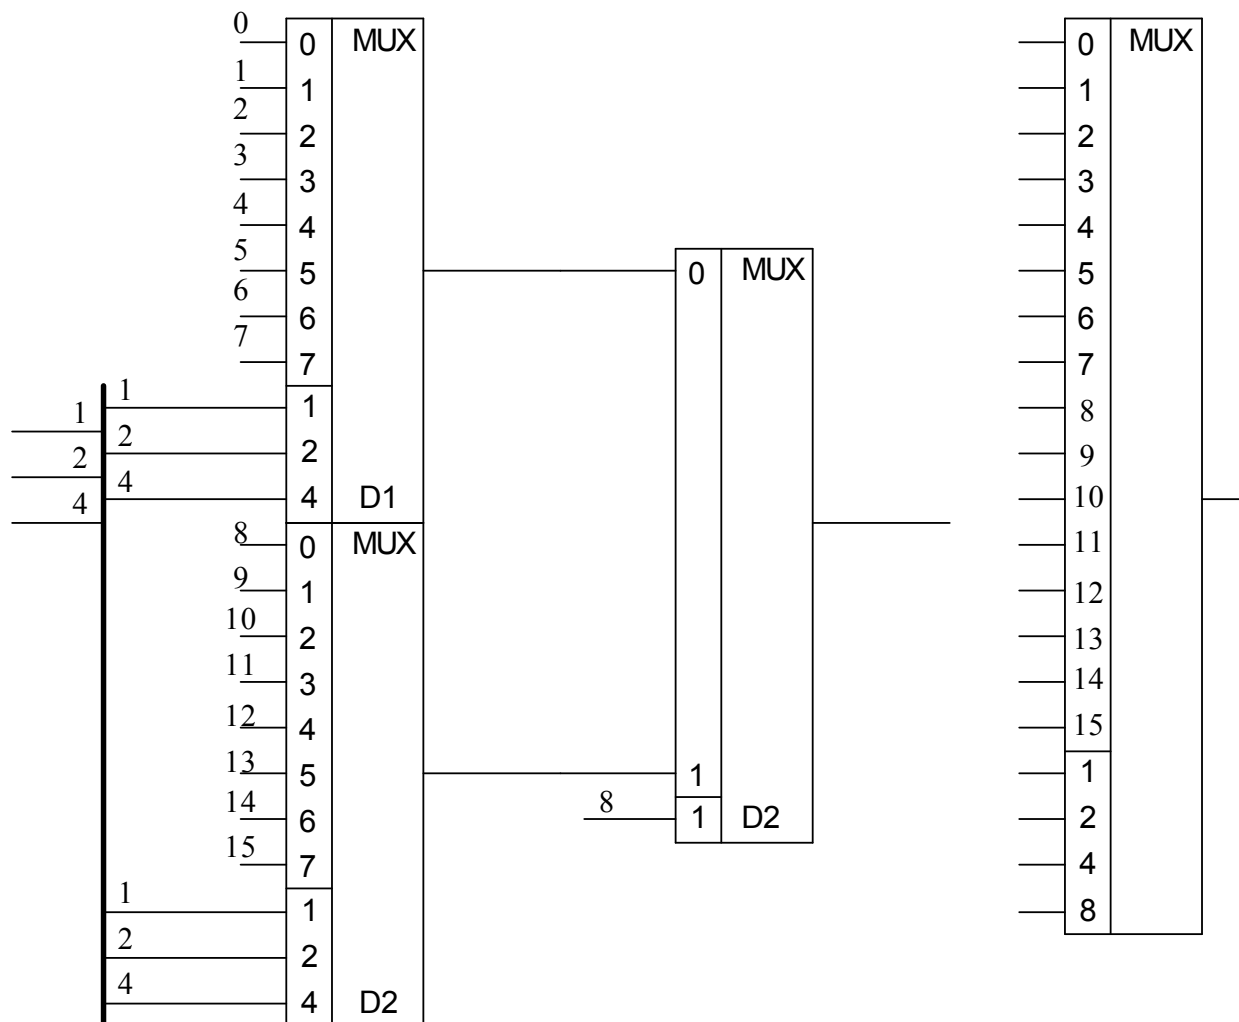 0 0 MUX 0 MUX
1 1 1
2 2 2
3 3 3
4 4 4
5 5 0 MUX 5
6 6 6
7 7 7
1 1 1 8
2 2 2 9
4 4 4 D1 10
8 0 MUX 11
9 1 12
10 2 13
11 3 14
12 4 15
13 5 1 1
14 6 8 1 D2 2
15 7 4
1 1 8
2 2
4 4 D2